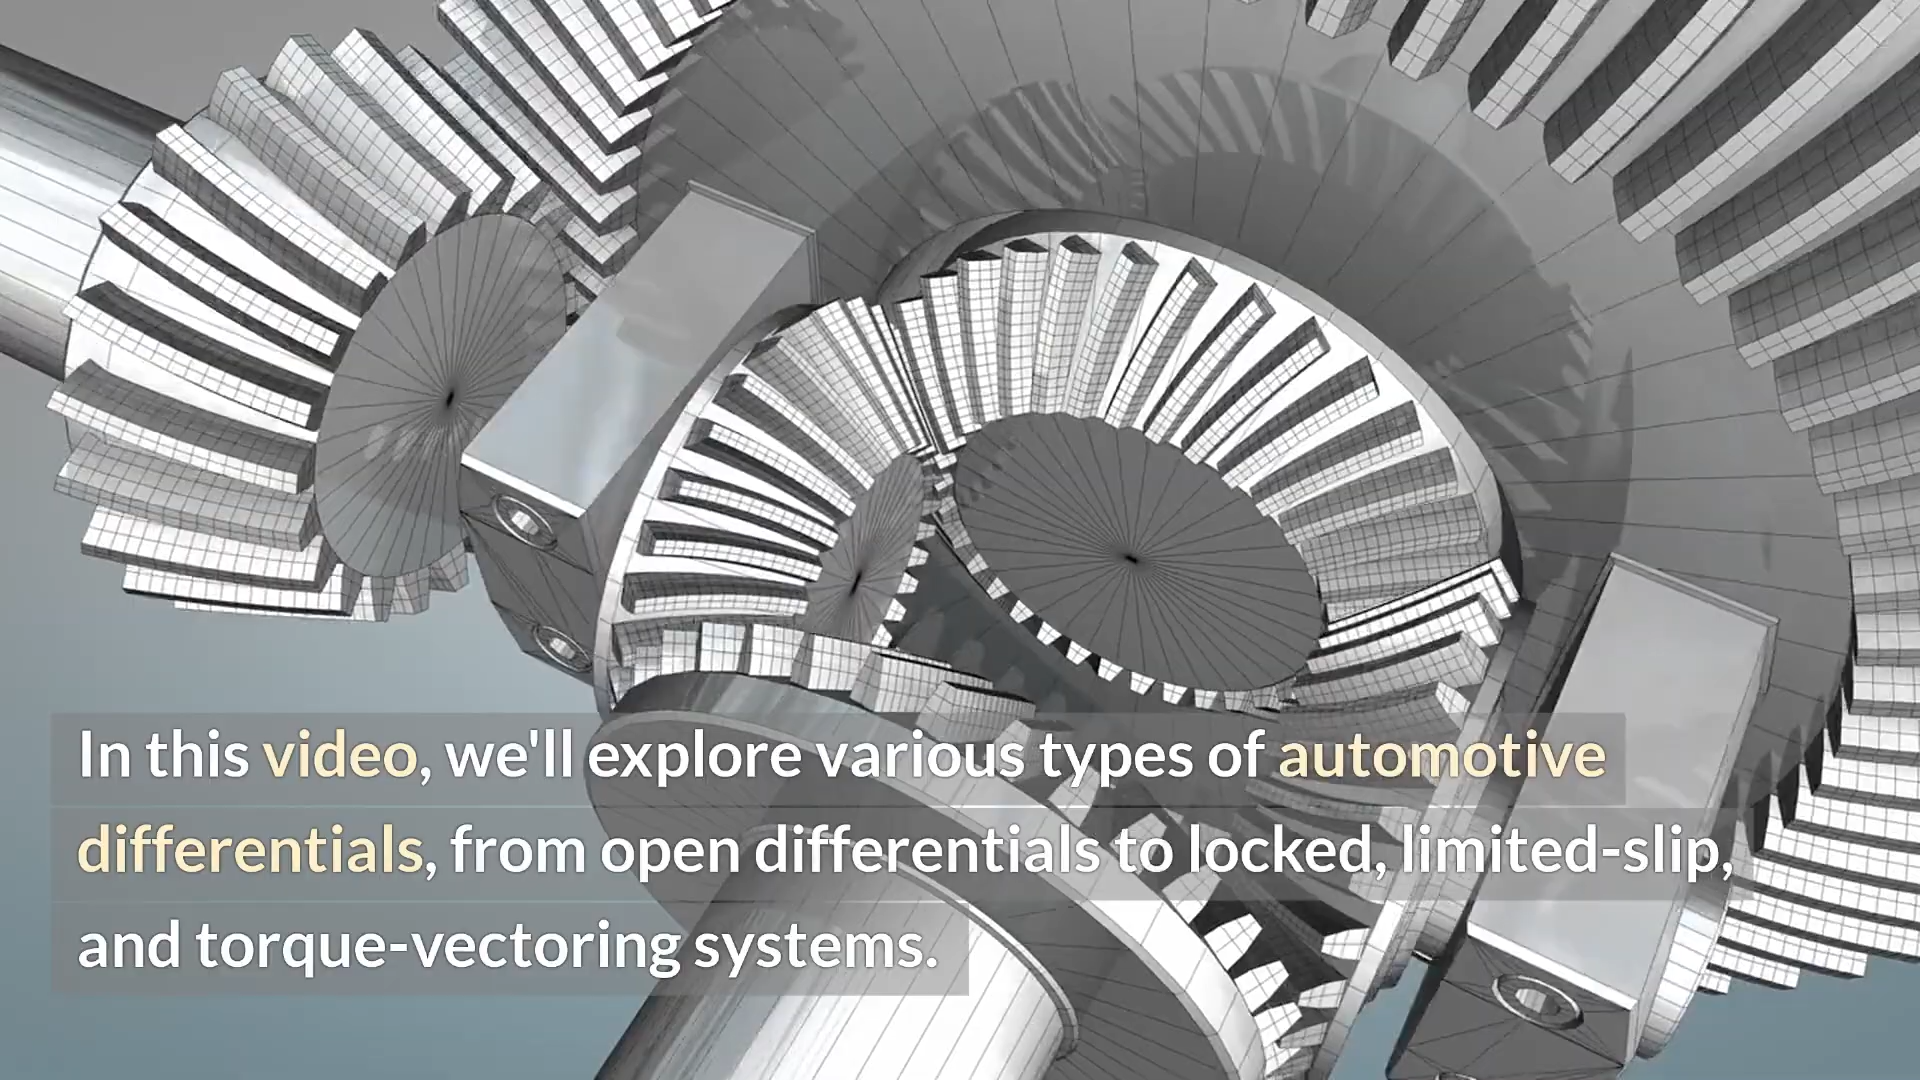 In this video, we'll explore various types of automotive
differentials, from open differentials to locked, limited-slip,
and torque-vectoring systems.